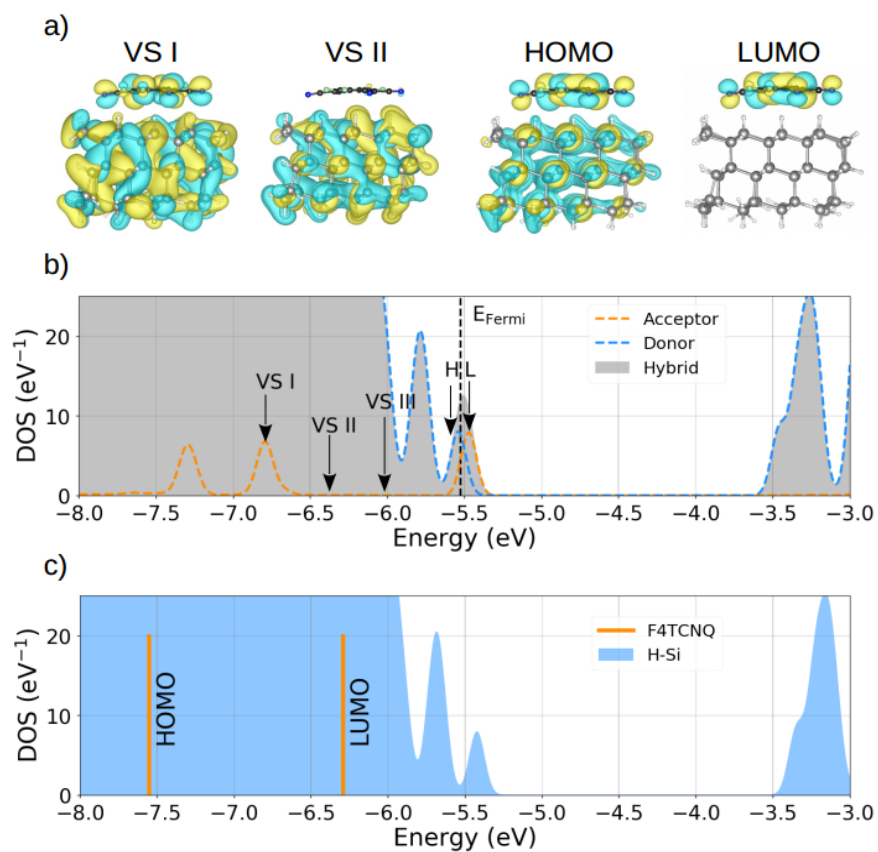 a)
VS I VS II HOMO LUMO
b)
DOS (eV⁻¹)
20
10
0
E_Fermi
Acceptor
Donor
Hybrid
VS I
VS II
VS III
H L
−8.0 −7.5 −7.0 −6.5 −6.0 −5.5 −5.0 −4.5 −4.0 −3.5 −3.0
Energy (eV)
c)
DOS (eV⁻¹)
20
10
0
HOMO
LUMO
F4TCNQ
H-Si
−8.0 −7.5 −7.0 −6.5 −6.0 −5.5 −5.0 −4.5 −4.0 −3.5 −3.0
Energy (eV)